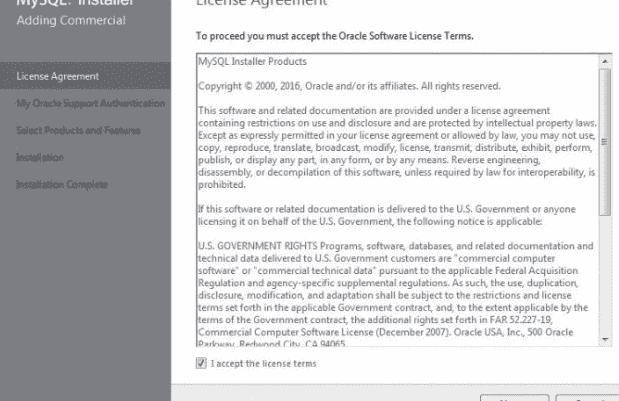 MySQL. Installer
Adding Commercial
License Agreement
My Oracle Support Authentication
Select Products and Features
Installation
Installation Complete
License Agreement
To proceed you must accept the Oracle Software License Terms.
MySQL Installer Products
Copyright © 2000, 2016, Oracle and/or its affiliates. All rights reserved.
This software and related documentation are provided under a license agreement
containing restrictions on use and disclosure and are protected by intellectual property laws.
Except as expressly permitted in your license agreement or allowed by law, you may not use,
copy, reproduce, translate, broadcast, modify, license, transmit, distribute, exhibit, perform,
publish, or display any part, in any form, or by any means. Reverse engineering,
disassembly, or decompilation of this software, unless required by law for interoperability, is
prohibited.
If this software or related documentation is delivered to the U.S. Government or anyone
licensing it on behalf of the U.S. Government, the following notice is applicable:
U.S. GOVERNMENT RIGHTS Programs, software, databases, and related documentation and
technical data delivered to U.S. Government customers are "commercial computer
software" or "commercial technical data" pursuant to the applicable Federal Acquisition
Regulation and agency-specific supplemental regulations. As such, the use, duplication,
disclosure, modification, and adaptation shall be subject to the restrictions and license
terms set forth in the applicable Government contract, and, to the extent applicable by the
terms of the Government contract, the additional rights set forth in FAR 52.227-19,
Commercial Computer Software License (December 2007). Oracle USA, Inc., 500 Oracle
Parkway, Redwood City, CA 94065.
I accept the license terms